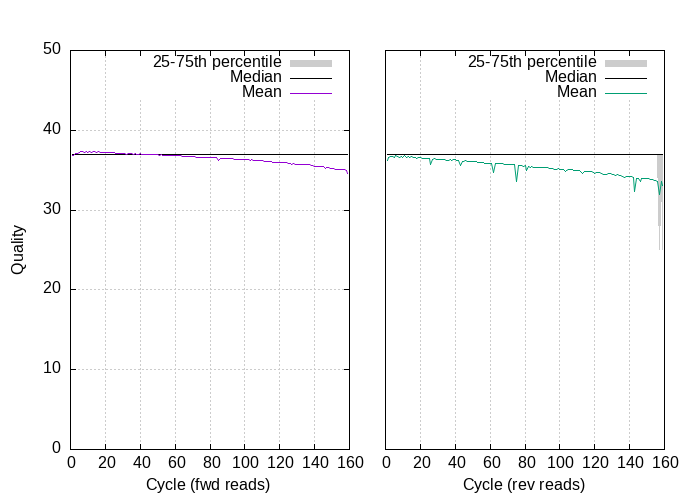 50
40
30
20
10
0
Quality
25-75th percentile
Median
Mean
0 20 40 60 80 100 120 140 160
Cycle (fwd reads)
25-75th percentile
Median
Mean
0 20 40 60 80 100 120 140 160
Cycle (rev reads)